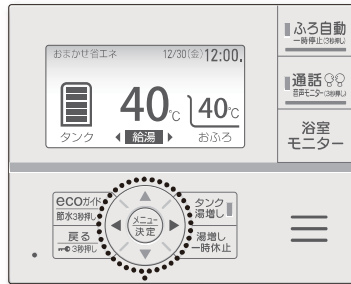 おまかせ省エネ 12/30(金)12:00.
40℃ 40℃
タンク ◀ 給湯 ▶ おふろ
ふろ自動
一時停止(3秒押し)
通話
音声モニター(3秒押し)
浴室
モニター
ecoガイド
節水3秒押し
戻る
3秒押し
メニュー
決定
タンク
湯増し
湯増し
一時休止